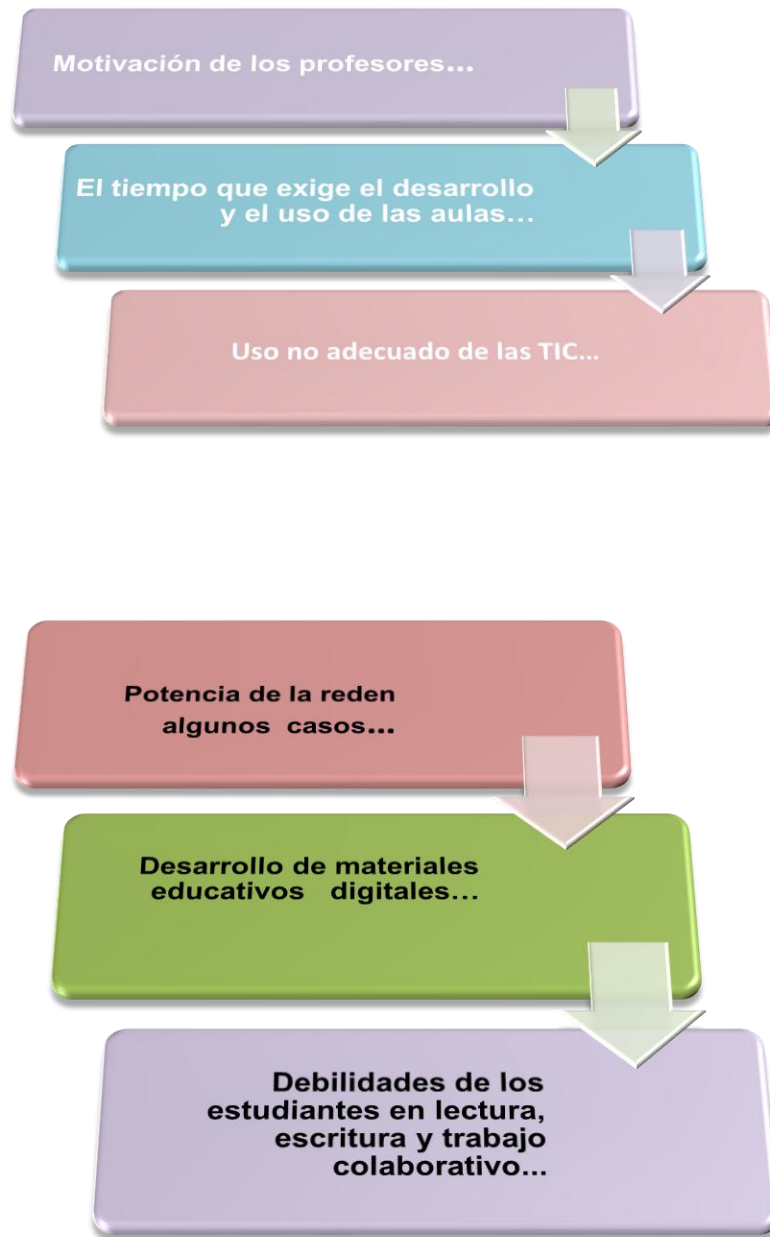 Motivación de los profesores...
El tiempo que exige el desarrollo
y el uso de las aulas...
Uso no adecuado de las TIC...
Potencia de la reden
algunos casos...
Desarrollo de materiales
educativos digitales...
Debilidades de los
estudiantes en lectura,
escritura y trabajo
colaborativo...